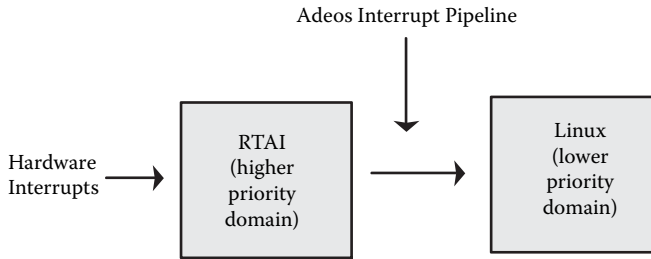 Adeos Interrupt Pipeline
Hardware
Interrupts
RTAI
(higher
priority
domain)
Linux
(lower
priority
domain)